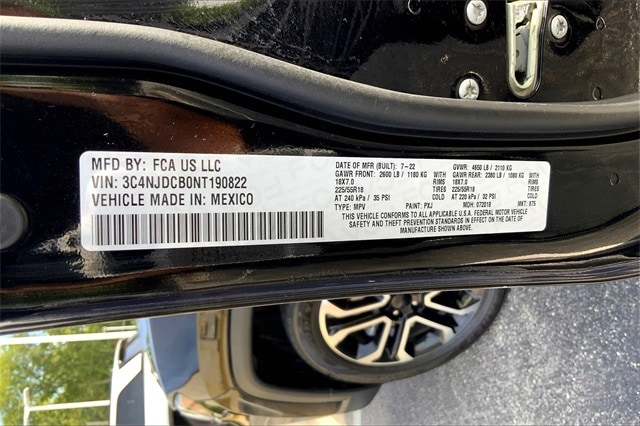 MFD BY: FCA US LLC
VIN: 3C4NJDCB0NT190822
VEHICLE MADE IN: MEXICO
DATE OF MFR (BUILT): 7-22 GVWR: 4650 LB / 2110 KG
GAWR FRONT: 2600 LB / 1180 KG WITH GAWR REAR: 2380 LB / 1080 KG WITH
18X7.0 RIMS 18X7.0 RIMS
225/55R18 TIRES 225/55R18 TIRES
AT 240 kPa / 35 PSI COLD AT 220 kPa / 32 PSI COLD
TYPE: MPV PAINT: PXJ MDH: 072018 MKT: 875
THIS VEHICLE CONFORMS TO ALL APPLICABLE U.S.A. FEDERAL MOTOR VEHICLE
SAFETY AND THEFT PREVENTION STANDARDS IN EFFECT ON THE DATE OF
MANUFACTURE SHOWN ABOVE.